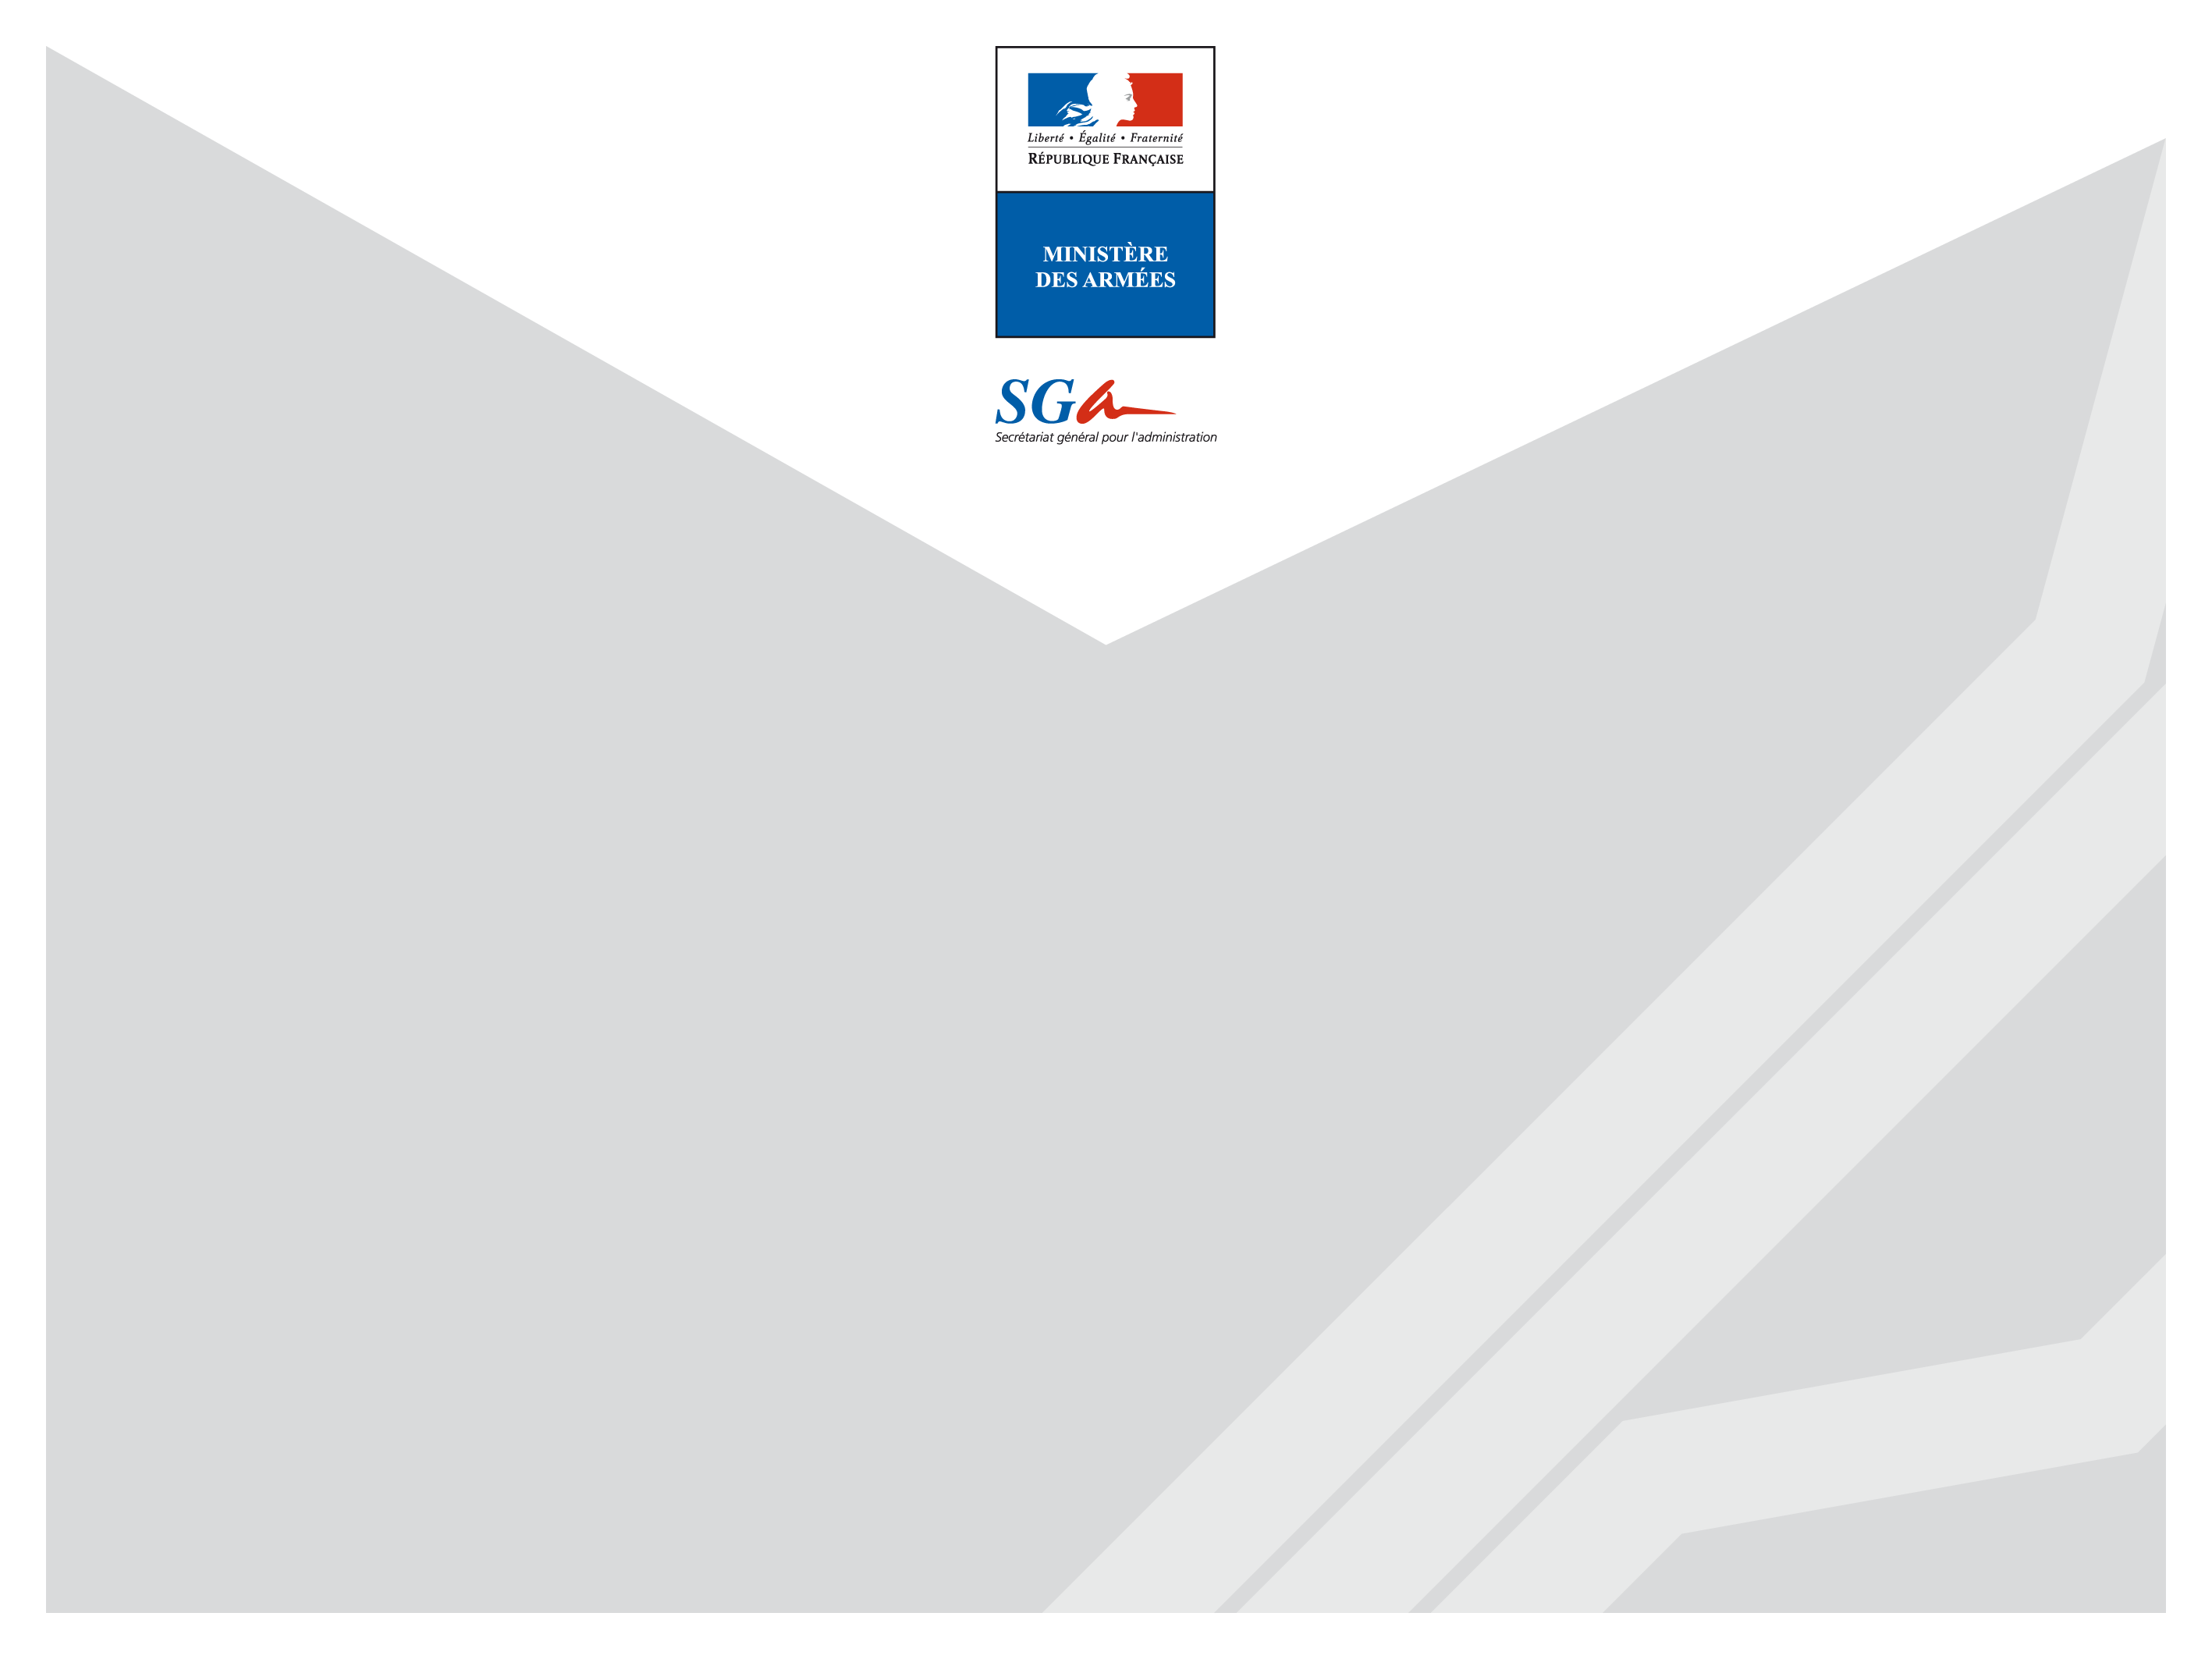 Liberté • Égalité • Fraternité
RÉPUBLIQUE FRANÇAISE
MINISTÈRE
DES ARMÉES
SGa
Secrétariat général pour l'administration